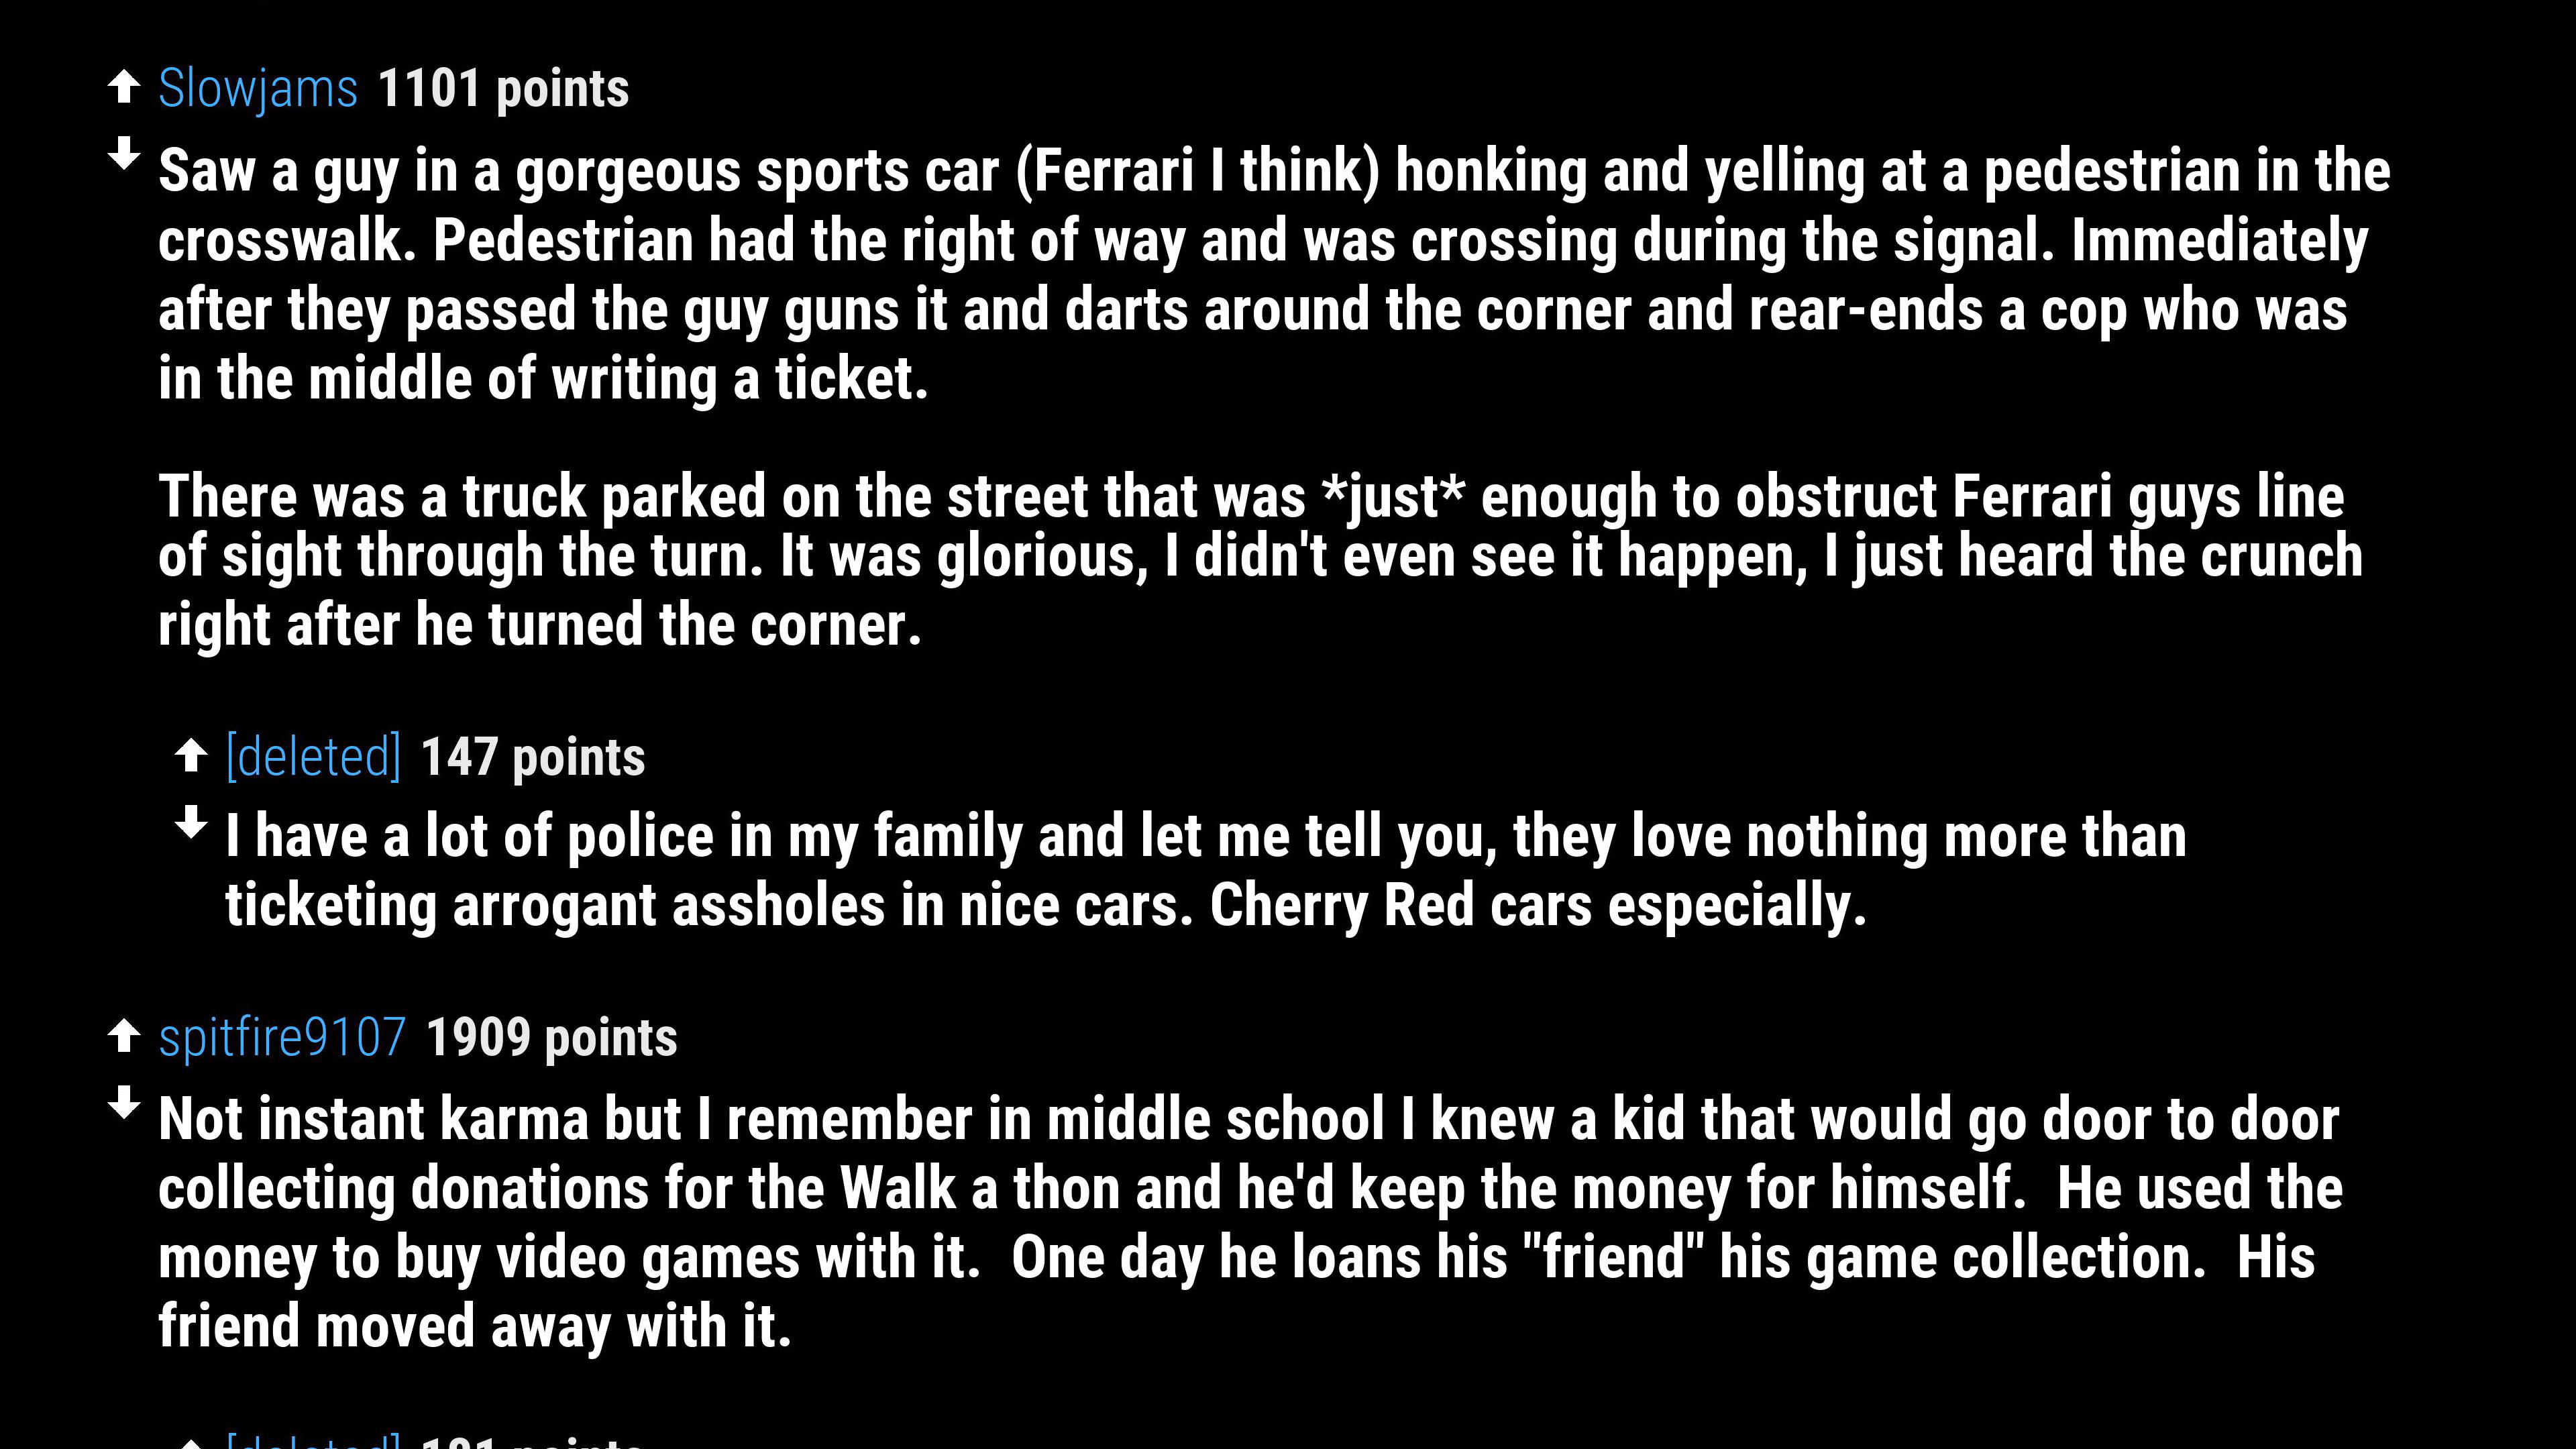 Slowjams 1101 points
Saw a guy in a gorgeous sports car (Ferrari I think) honking and yelling at a pedestrian in the
crosswalk. Pedestrian had the right of way and was crossing during the signal. Immediately
after they passed the guy guns it and darts around the corner and rear-ends a cop who was
in the middle of writing a ticket.
There was a truck parked on the street that was *just* enough to obstruct Ferrari guys line
of sight through the turn. It was glorious, I didn't even see it happen, I just heard the crunch
right after he turned the corner.
[deleted] 147 points
I have a lot of police in my family and let me tell you, they love nothing more than
ticketing arrogant assholes in nice cars. Cherry Red cars especially.
spitfire9107 1909 points
Not instant karma but I remember in middle school I knew a kid that would go door to door
collecting donations for the Walk a thon and he'd keep the money for himself.  He used the
money to buy video games with it.  One day he loans his "friend" his game collection.  His
friend moved away with it.
[deleted] 181 points